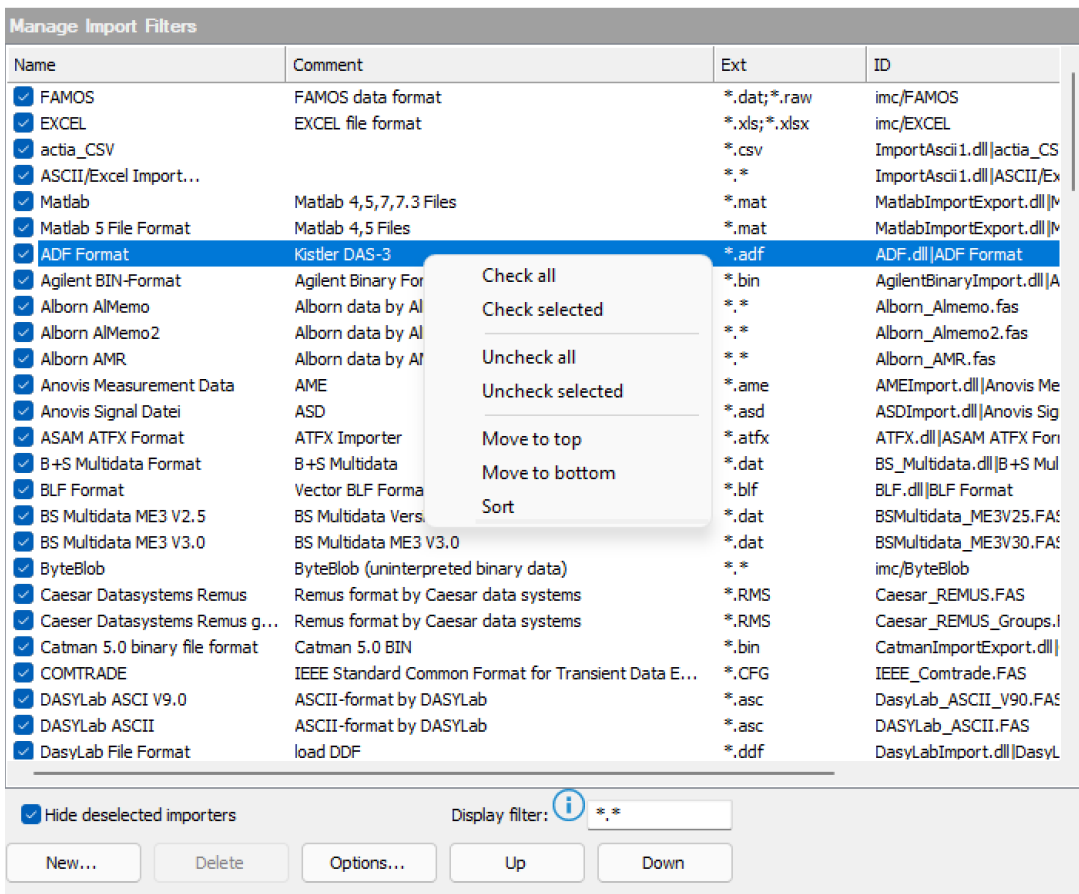 Manage Import Filters
Name Comment Ext ID
FAMOS FAMOS data format *.dat;*.raw imc/FAMOS
EXCEL EXCEL file format *.xls;*.xlsx imc/EXCEL
actia_CSV *.csv ImportAscii1.dll|actia_CS
ASCII/Excel Import... *.* ImportAscii1.dll|ASCII/Ex
Matlab Matlab 4,5,7,7.3 Files *.mat MatlabImportExport.dll|M
Matlab 5 File Format Matlab 4,5 Files *.mat MatlabImportExport.dll|M
ADF Format Kistler DAS-3 *.adf ADF.dll|ADF Format
Agilent BIN-Format Agilent Binary For *.bin AgilentBinaryImport.dll|A
Alborn AlMemo Alborn data by Al *.* Alborn_Almemo.fas
Alborn AlMemo2 Alborn data by Al *.* Alborn_Almemo2.fas
Alborn AMR Alborn data by AM *.* Alborn_AMR.fas
Anovis Measurement Data AME *.ame AMEImport.dll|Anovis Me
Anovis Signal Datei ASD *.asd ASDImport.dll|Anovis Sig
ASAM ATFX Format ATFX Importer *.atfx ATFX.dll|ASAM ATFX For
B+S Multidata Format B+S Multidata *.dat BS_Multidata.dll|B+S Mul
BLF Format Vector BLF Forma *.blf BLF.dll|BLF Format
BS Multidata ME3 V2.5 BS Multidata Vers *.dat BSMultidata_ME3V25.FAS
BS Multidata ME3 V3.0 BS Multidata ME3 V3.0 *.dat BSMultidata_ME3V30.FAS
ByteBlob ByteBlob (uninterpreted binary data) *.* imc/ByteBlob
Caesar Datasystems Remus Remus format by Caesar data systems *.RMS Caesar_REMUS.FAS
Caeser Datasystems Remus g... Remus format by Caesar data systems *.RMS Caesar_REMUS_Groups.
Catman 5.0 binary file format Catman 5.0 BIN *.bin CatmanImportExport.dll|
COMTRADE IEEE Standard Common Format for Transient Data E... *.CFG IEEE_Comtrade.FAS
DASYLab ASCI V9.0 ASCII-format by DASYLab *.asc DasyLab_ASCII_V90.FAS
DASYLab ASCII ASCII-format by DASYLab *.asc DASYLab_ASCII.FAS
DasyLab File Format load DDF *.ddf DasyLabImport.dll|DasyL
Check all
Check selected
Uncheck all
Uncheck selected
Move to top
Move to bottom
Sort
Hide deselected importers Display filter: i *.*
New... Delete Options... Up Down